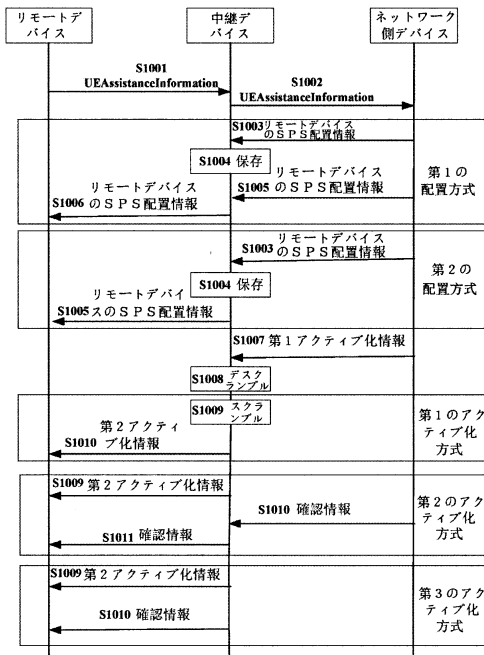 リモートデ
バイス
中継デ
バイス
ネットワーク
側デバイス
S1001
UEAssistanceInformation
S1002
UEAssistanceInformation
S1003リモートデバイス
のSPS配置情報
S1004 保存
リモートデバイス
S1005 のSPS配置情報
リモートデバイス
S1006 のSPS配置情報
第1の
配置方式
S1003 リモートデバイス
のSPS配置情報
S1004 保存
リモートデバイ
S1005スのSPS配置情報
第2の
配置方式
S1007 第1アクティブ化情報
S1008 デスク
ランブル
S1009 スクラ
ンブル
第2アクティ
S1010 ブ化情報
第1のアク
ティブ化
方式
S1009 第2アクティブ化情報
S1010 確認情報
S1011 確認情報
第2のアク
ティブ化
方式
S1009 第2アクティブ化情報
S1010 確認情報
第3のアク
ティブ化
方式